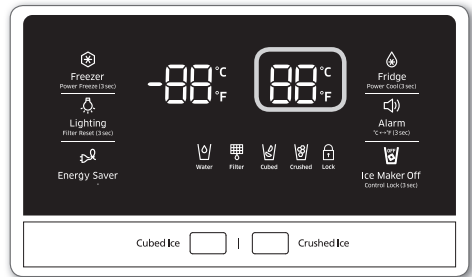 Freezer
Power Freeze (3 sec)
Lighting
Filter Reset (3 sec)
Energy Saver
-88 °C °F
88 °C °F
Water
Filter
Cubed
Crushed
Lock
Fridge
Power Cool (3 sec)
Alarm
°C ↔ °F (3 sec)
OFF
Ice Maker Off
Control Lock (3 sec)
Cubed Ice
Crushed Ice